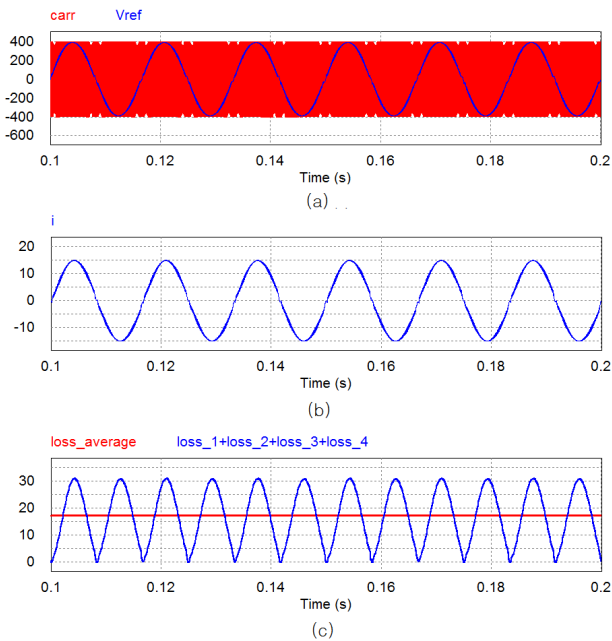 carr Vref
400
200
0
-200
-400
-600
0.1 0.12 0.14 0.16 0.18 0.2
Time (s)
(a)
i
20
10
0
-10
0.1 0.12 0.14 0.16 0.18 0.2
Time (s)
(b)
loss_average loss_1+loss_2+loss_3+loss_4
30
20
10
0
0.1 0.12 0.14 0.16 0.18 0.2
Time (s)
(c)